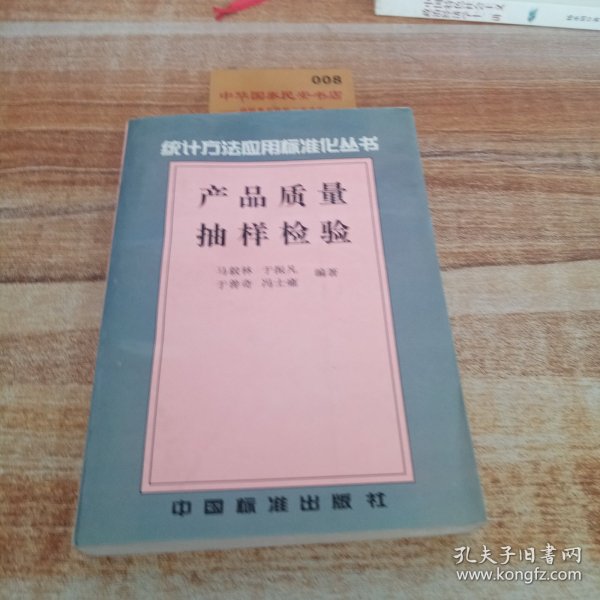 008
中华国泰民安书店
统计方法应用标准化丛书
产品质量
抽样检验
马毅林 于振凡 编著
于善奇 冯士雍
中国标准出版社
孔夫子旧书网
www.kongfz.com